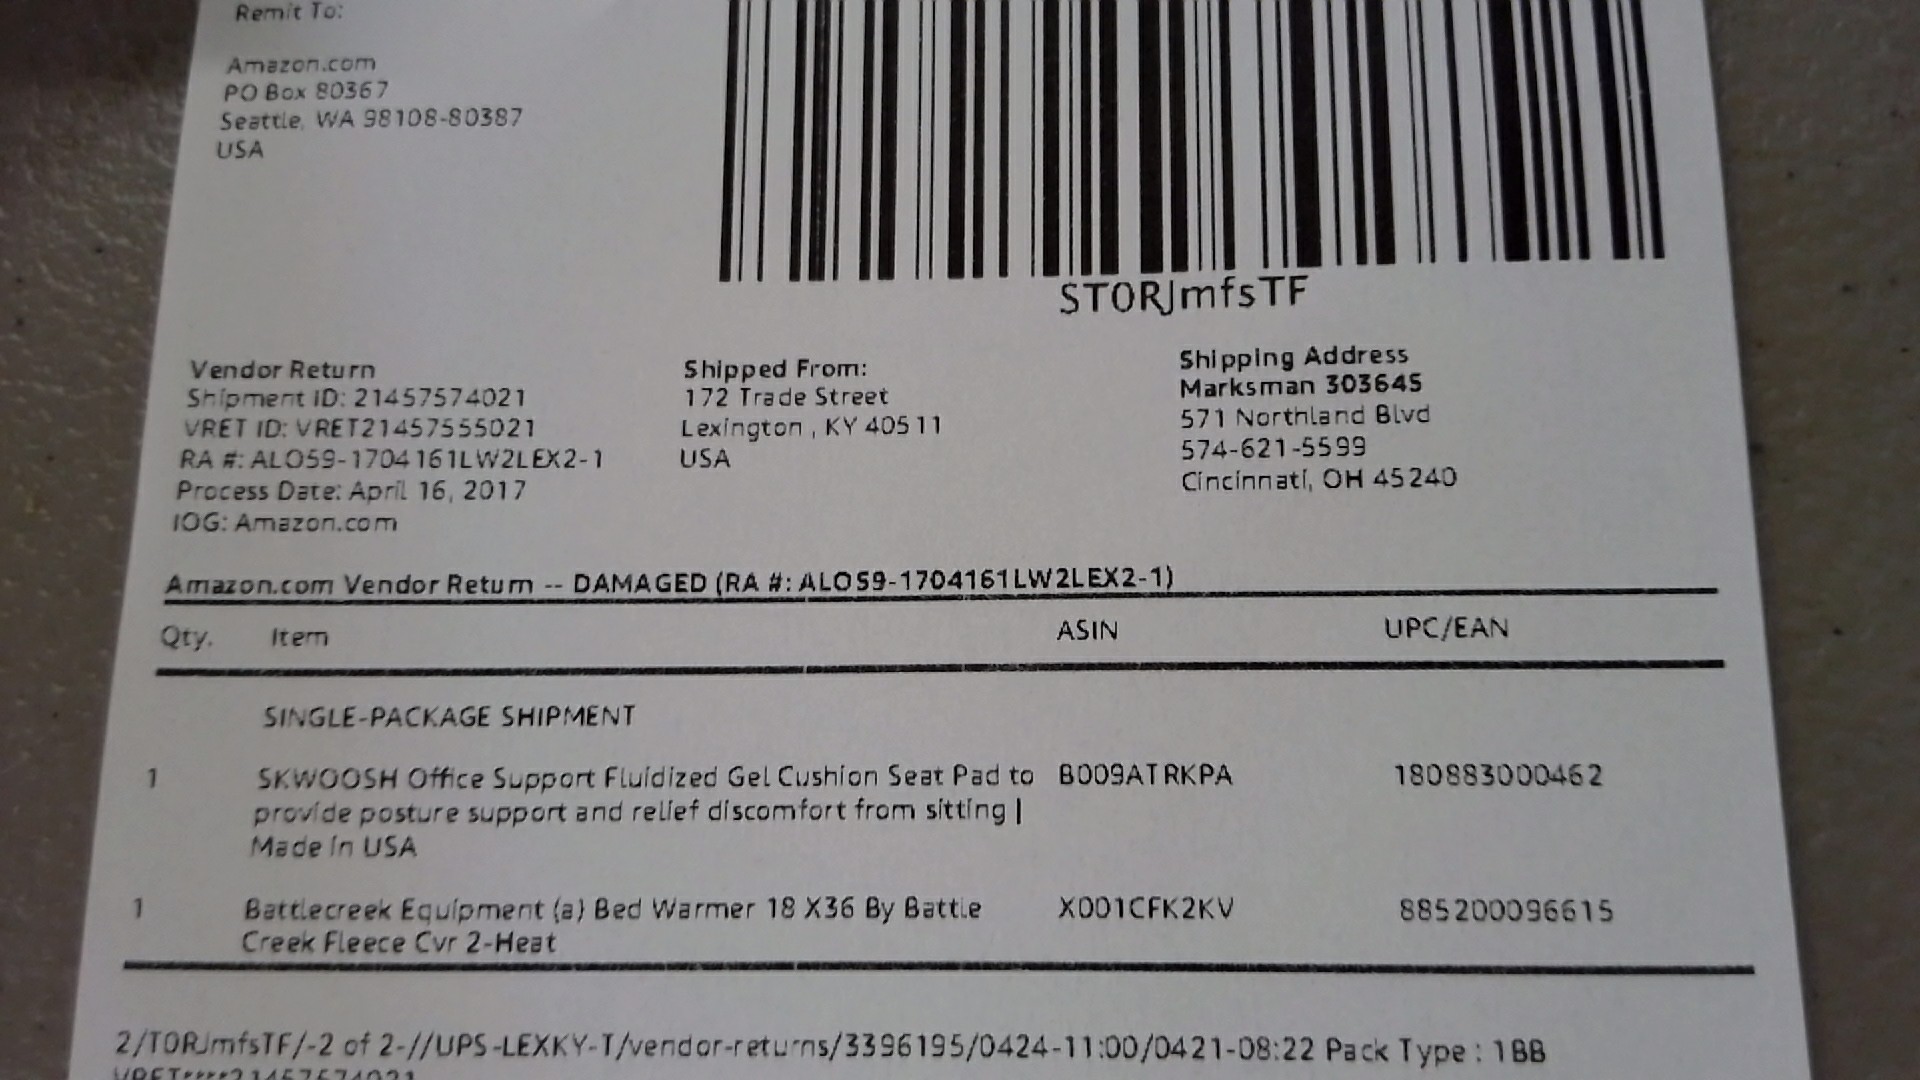 Remit To:
Amazon.com
PO Box 80367
Seattle, WA 98108-80387
USA
STORJmfsTF
Vendor Return
Shipment ID: 21457574021
VRET ID: VRET21457555021
RA #: ALO59-1704161LW2LEX2-1
Process Date: April 16, 2017
IOG: Amazon.com
Shipped From:
172 Trade Street
Lexington , KY 40511
USA
Shipping Address
Marksman 303645
571 Northland Blvd
574-621-5599
Cincinnati, OH 45240
Amazon.com Vendor Return -- DAMAGED (RA #: ALO59-1704161LW2LEX2-1)
Qty. Item ASIN UPC/EAN
SINGLE-PACKAGE SHIPMENT
1 SKWOOSH Office Support Fluidized Gel Cushion Seat Pad to B009ATRKPA 180883000462
provide posture support and relief discomfort from sitting |
Made in USA
1 Battlecreek Equipment (a) Bed Warmer 18 X36 By Battle X001CFK2KV 885200096615
Creek Fleece Cvr 2-Heat
2/TORJmfsTF/-2 of 2-//UPS-LEXKY-T/vendor-returns/3396195/0424-11:00/0421-08:22 Pack Type : 1BB